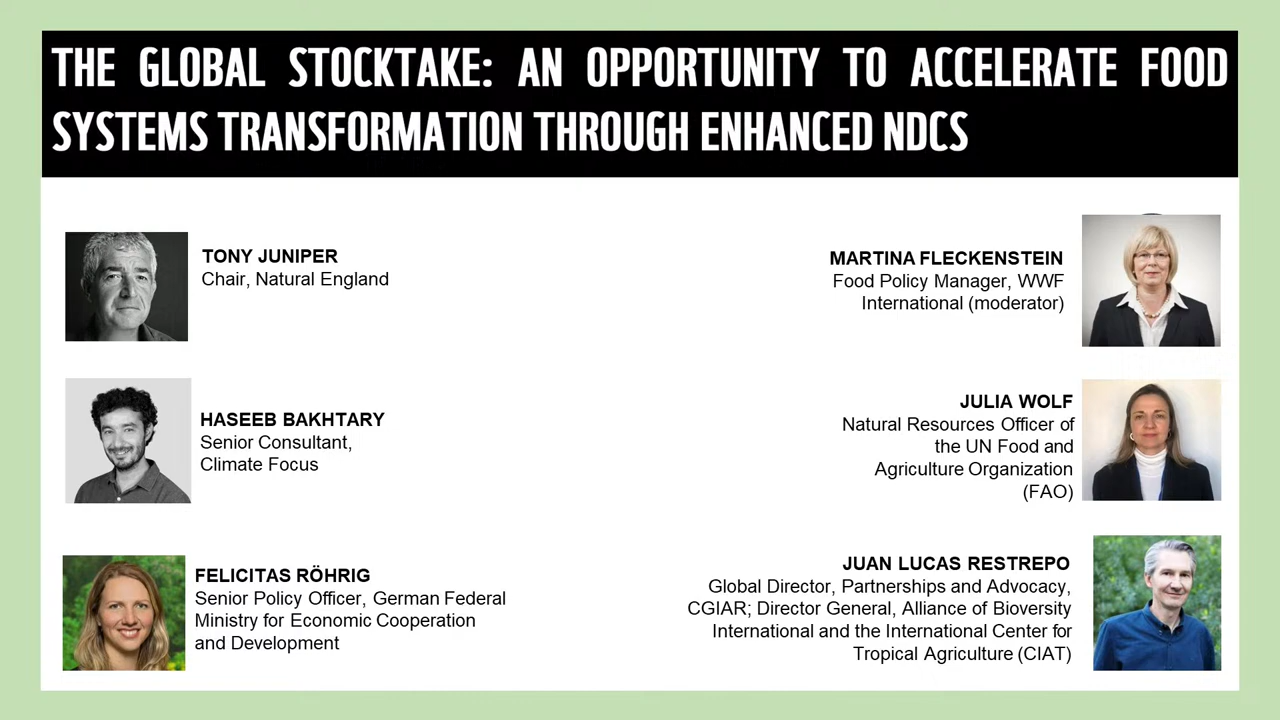 THE GLOBAL STOCKTAKE: AN OPPORTUNITY TO ACCELERATE FOOD
SYSTEMS TRANSFORMATION THROUGH ENHANCED NDCS
TONY JUNIPER
Chair, Natural England
MARTINA FLECKENSTEIN
Food Policy Manager, WWF
International (moderator)
HASEEB BAKHTARY
Senior Consultant,
Climate Focus
JULIA WOLF
Natural Resources Officer of
the UN Food and
Agriculture Organization
(FAO)
FELICITAS RÖHRIG
Senior Policy Officer, German Federal
Ministry for Economic Cooperation
and Development
JUAN LUCAS RESTREPO
Global Director, Partnerships and Advocacy,
CGIAR; Director General, Alliance of Bioversity
International and the International Center for
Tropical Agriculture (CIAT)